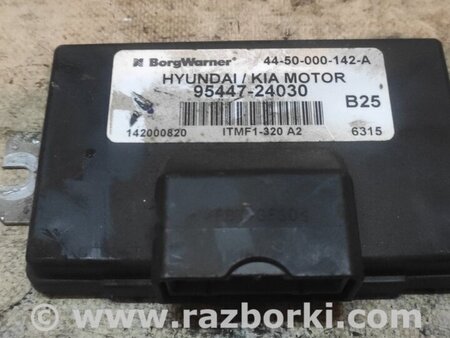 BorgWarner 44-50-000-142-A
HYUNDAI / KIA MOTOR
95447-24030
B25
142000820 ITMF1-320 A2 6315
www.razborki.com